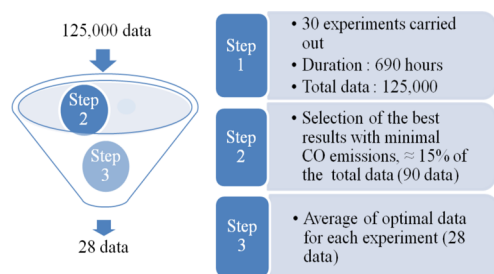 125,000 data
Step
2
Step
3
28 data
Step
1
• 30 experiments carried
out
• Duration : 690 hours
• Total data : 125,000
Step
2
• Selection of the best
results with minimal
CO emissions, ≈ 15% of
the total data (90 data)
Step
3
• Average of optimal data
for each experiment (28
data)